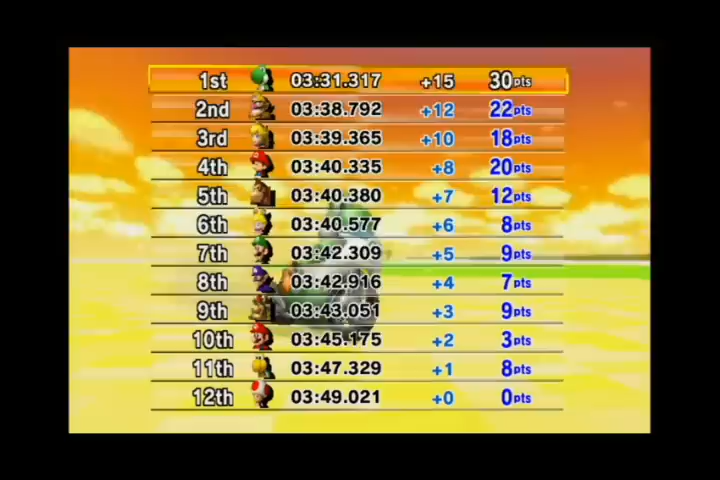 1st 03:31.317 +15 30pts
2nd 03:38.792 +12 22pts
3rd 03:39.365 +10 18pts
4th 03:40.335 +8 20pts
5th 03:40.380 +7 12pts
6th 03:40.577 +6 8pts
7th 03:42.309 +5 9pts
8th 03:42.916 +4 7pts
9th 03:43.051 +3 9pts
10th 03:45.175 +2 3pts
11th 03:47.329 +1 8pts
12th 03:49.021 +0 0pts